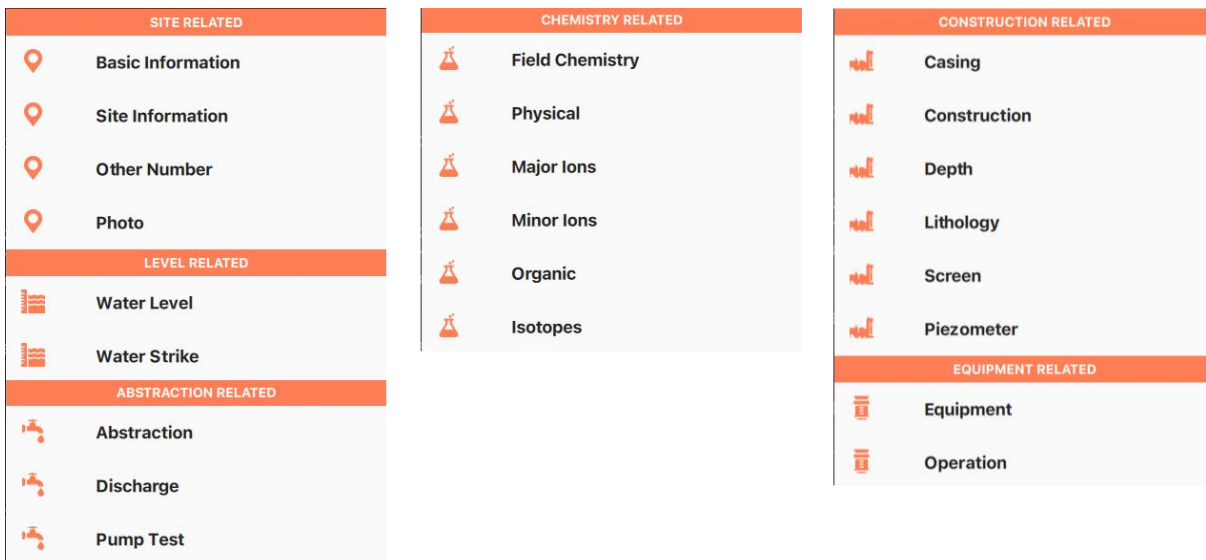 SITE RELATED
Basic Information
Site Information
Other Number
Photo
LEVEL RELATED
Water Level
Water Strike
ABSTRACTION RELATED
Abstraction
Discharge
Pump Test
CHEMISTRY RELATED
Field Chemistry
Physical
Major Ions
Minor Ions
Organic
Isotopes
CONSTRUCTION RELATED
Casing
Construction
Depth
Lithology
Screen
Piezometer
EQUIPMENT RELATED
Equipment
Operation